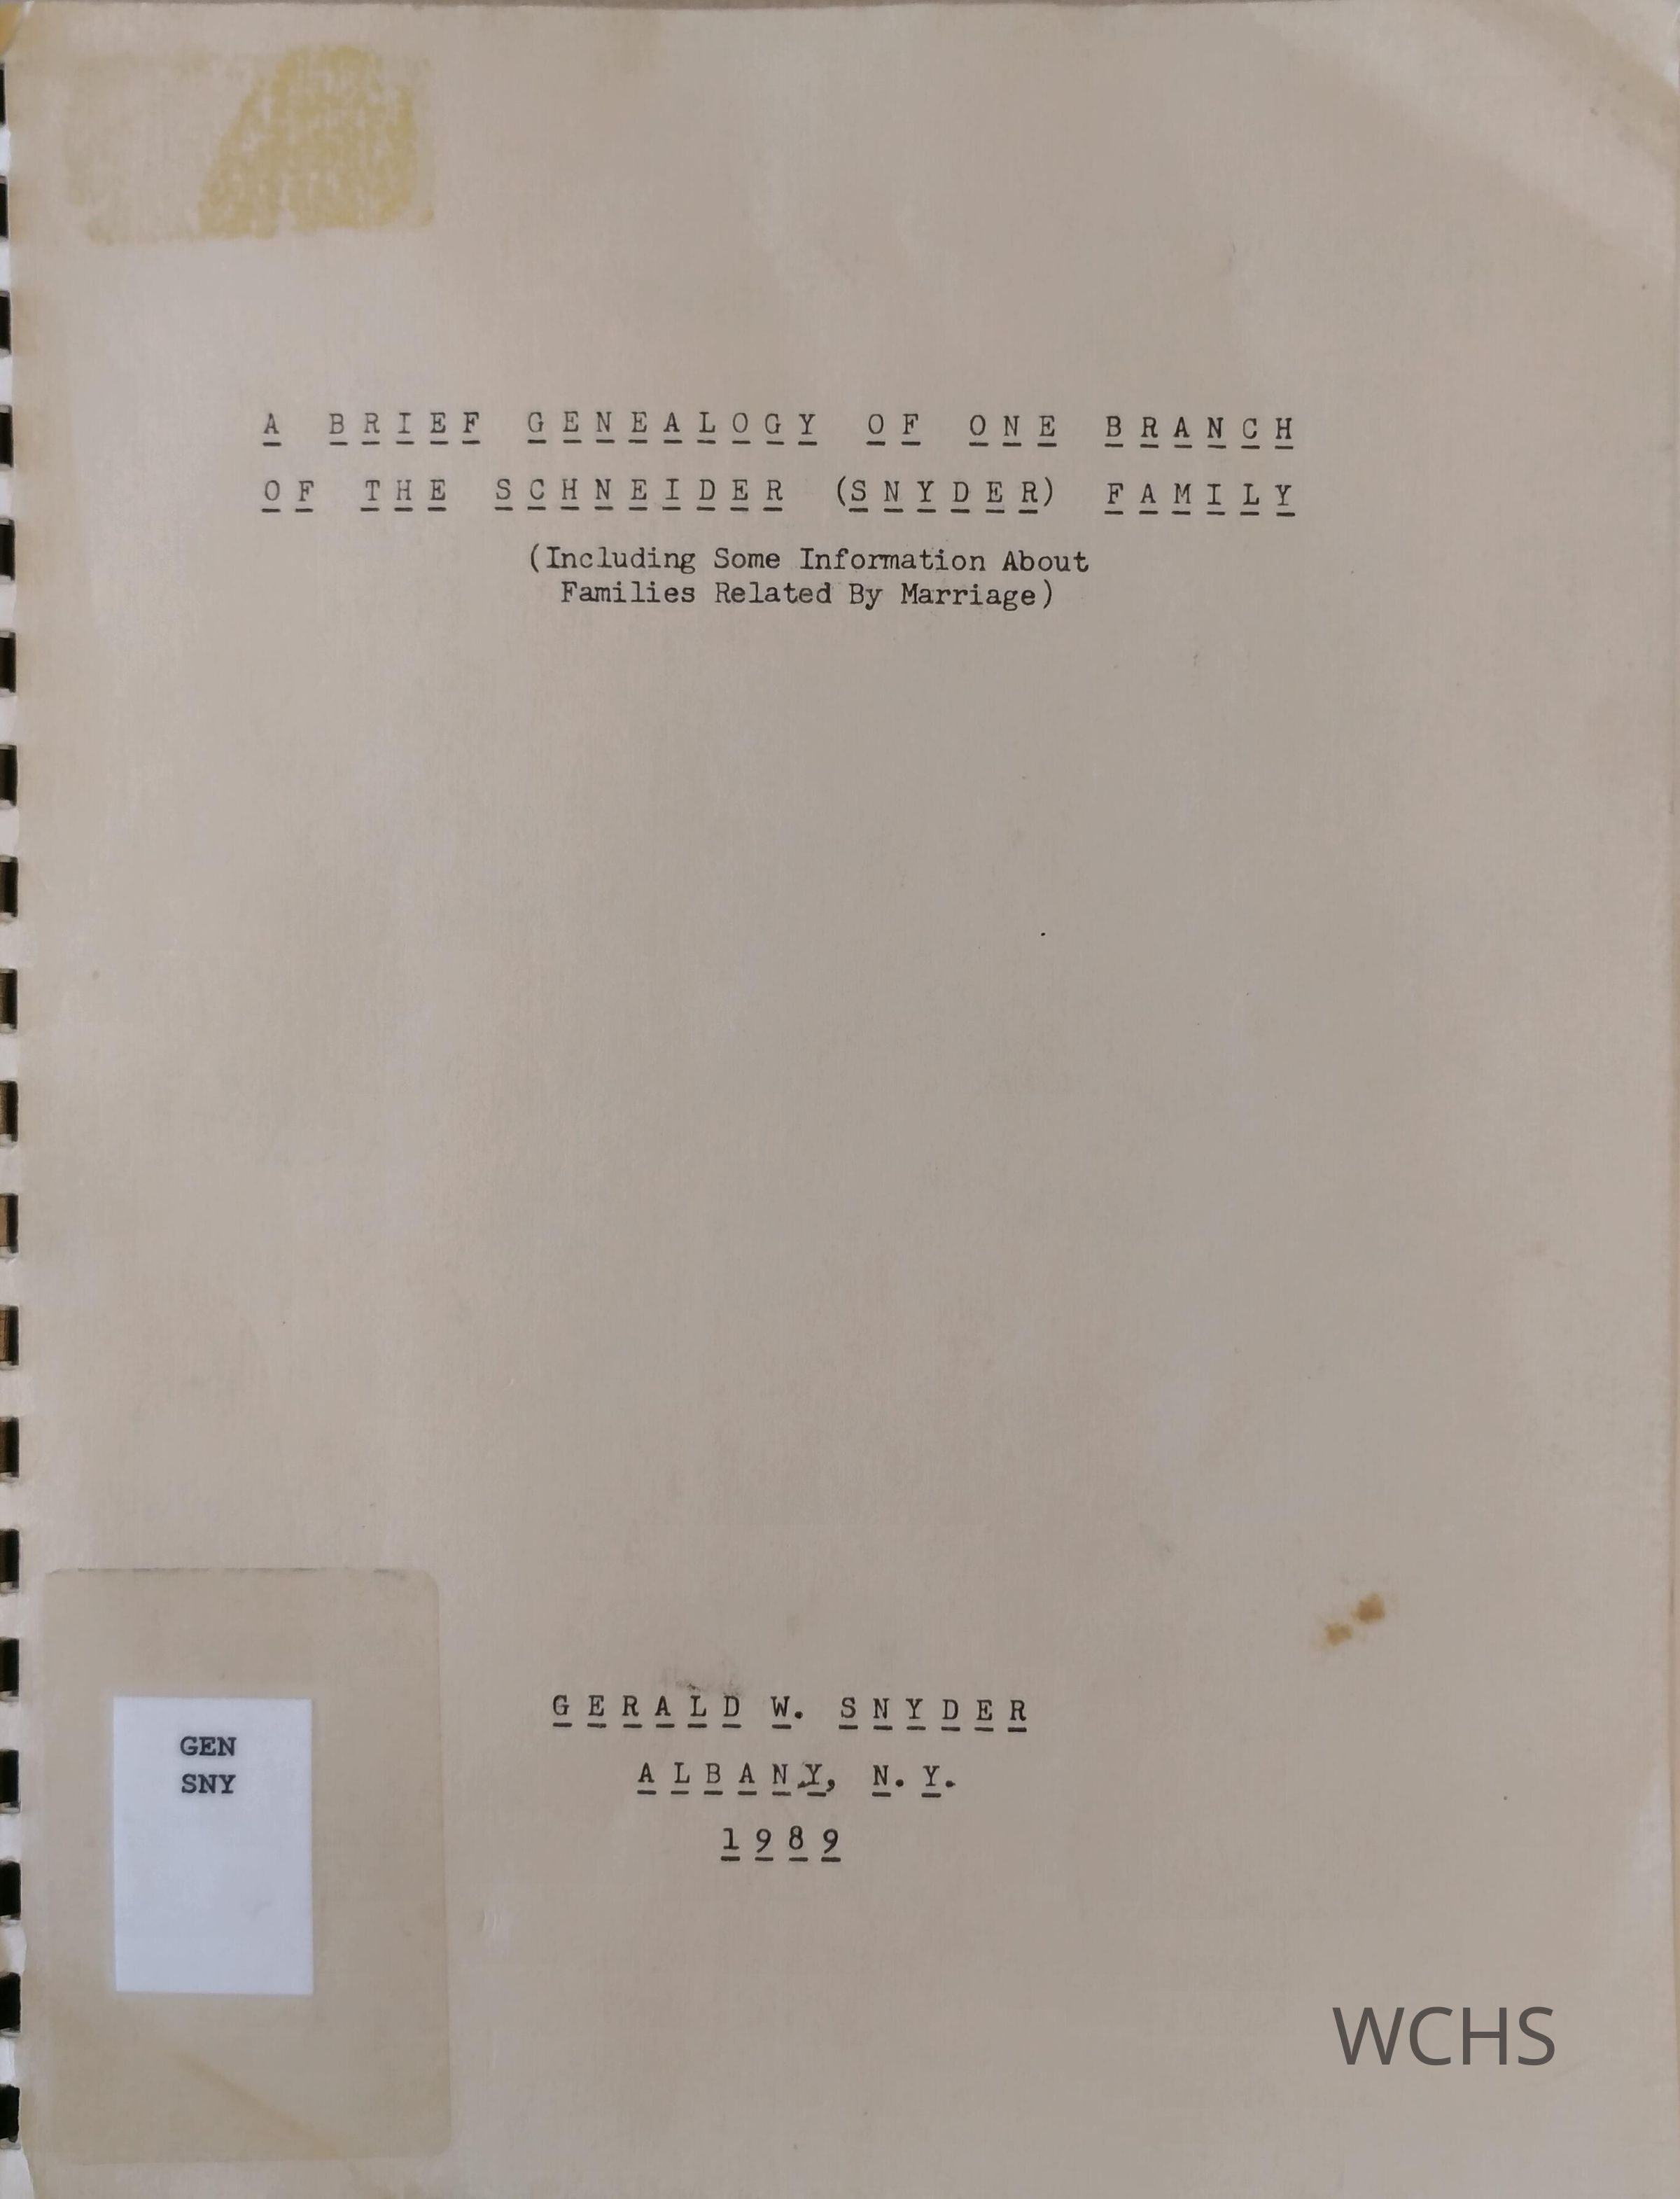 A BRIEF GENEALOGY OF ONE BRANCH
OF THE SCHNEIDER (SNYDER) FAMILY
(Including Some Information About
Families Related By Marriage)
GERALD W. SNYDER
ALBANY, N. Y.
1989
GEN
SNY
WCHS